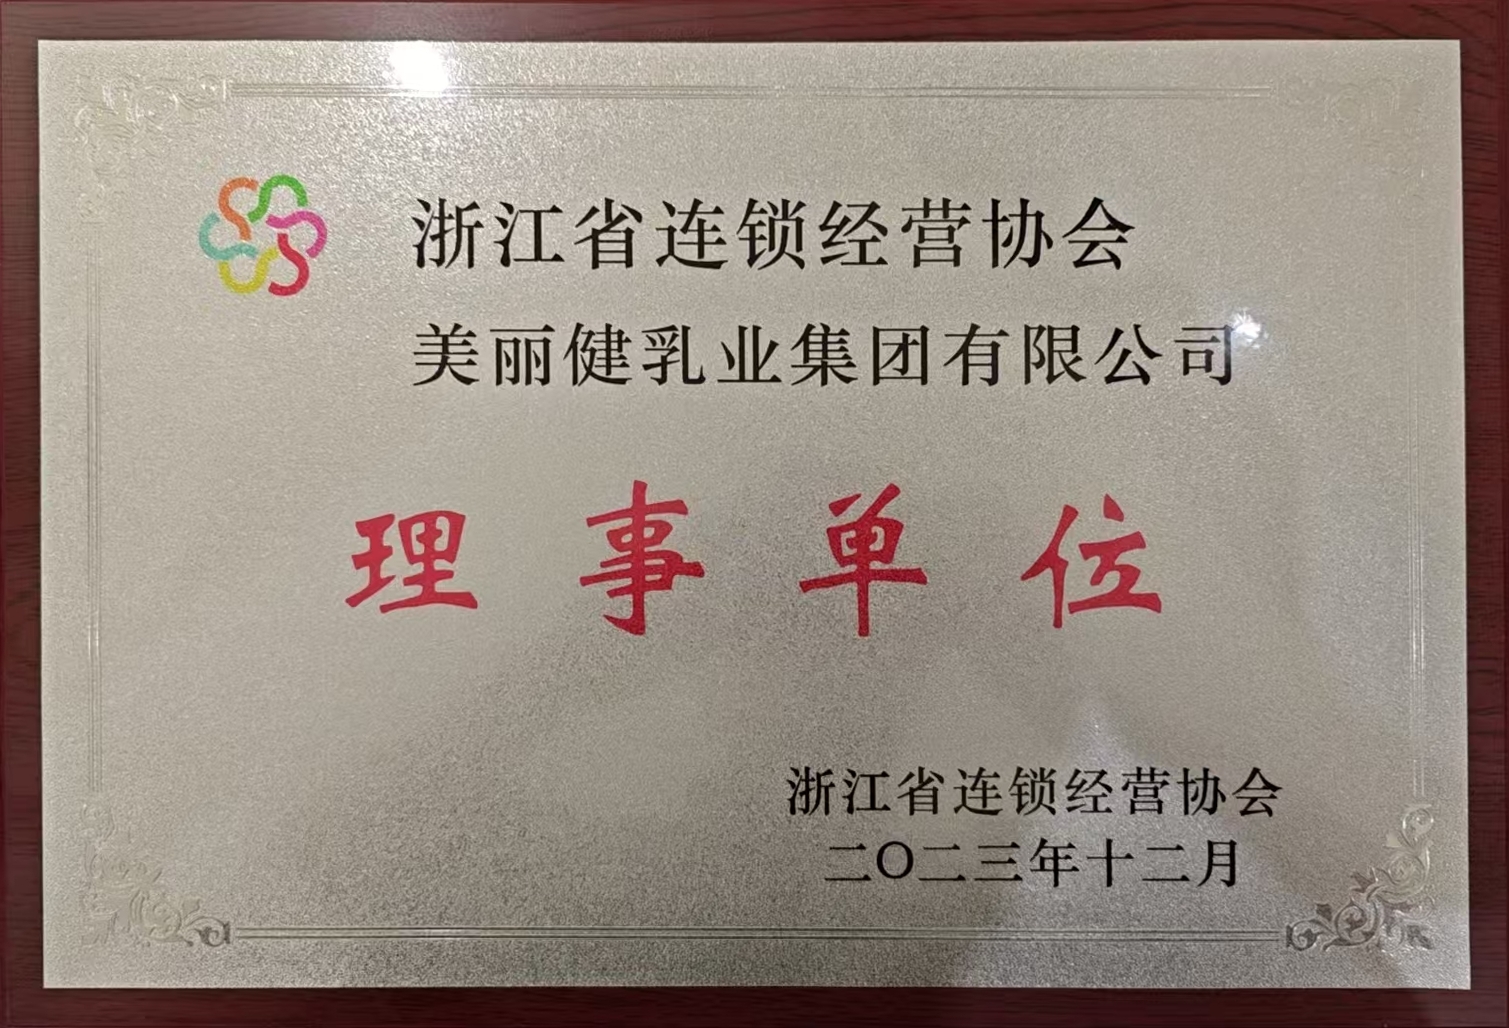 浙江省连锁经营协会
美丽健乳业集团有限公司
理事单位
浙江省连锁经营协会
二〇二三年十二月